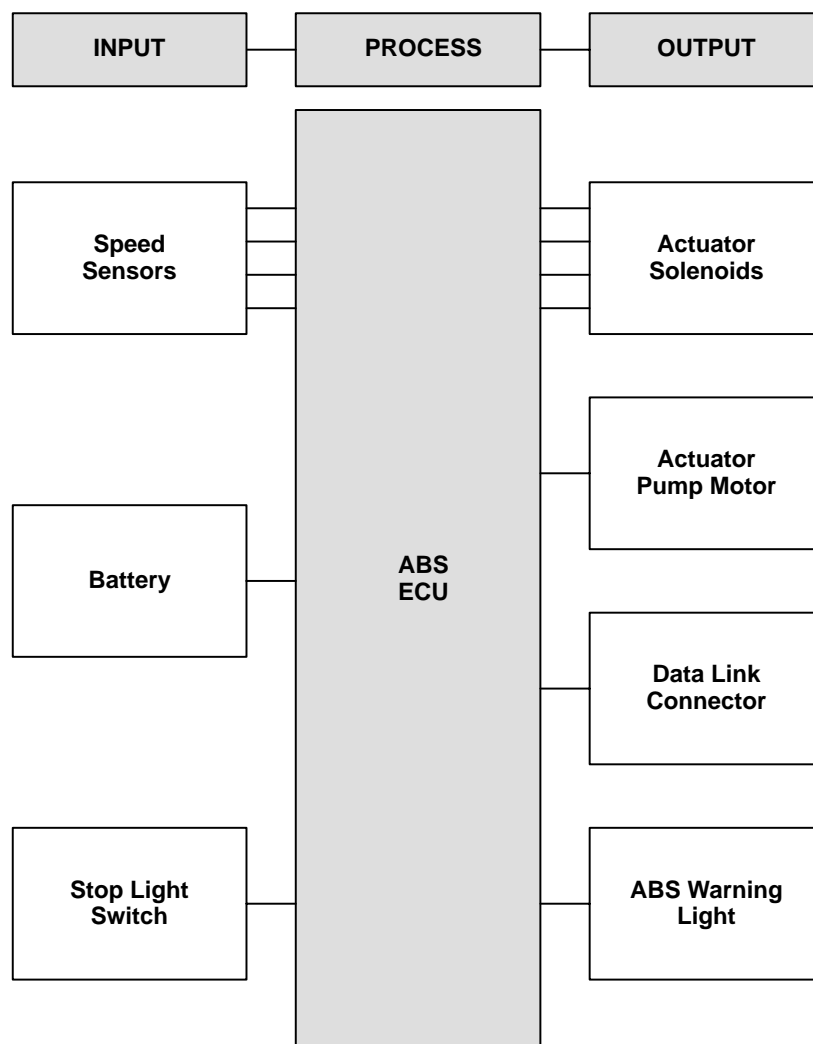 INPUT
PROCESS
OUTPUT
Speed
Sensors
Actuator
Solenoids
Actuator
Pump Motor
Battery
ABS
ECU
Data Link
Connector
Stop Light
Switch
ABS Warning
Light